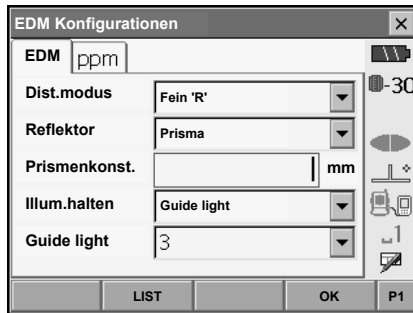 EDM Konfigurationen
EDM ppm
Dist.modus Fein 'R'
-30
Reflektor Prisma
Prismenkonst. mm
Illum.halten Guide light
Guide light 3
1
LIST OK P1